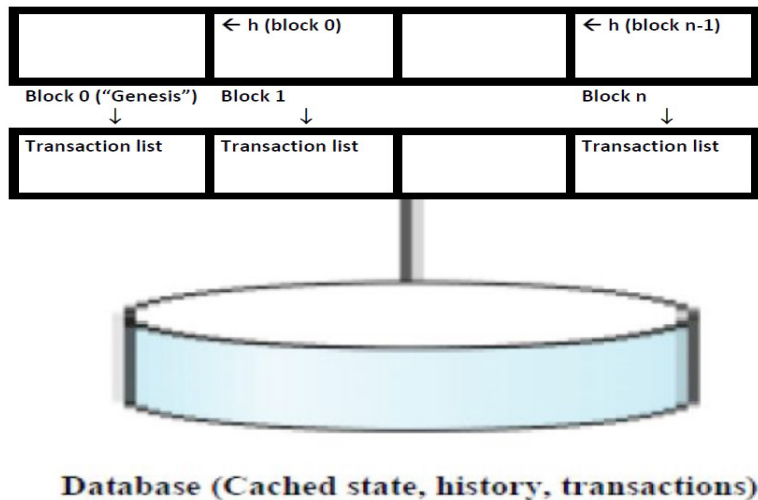 ← h (block 0)
← h (block n-1)
Block 0 (“Genesis”)
Block 1
Block n
↓
↓
↓
Transaction list
Transaction list
Transaction list
Database (Cached state, history, transactions)